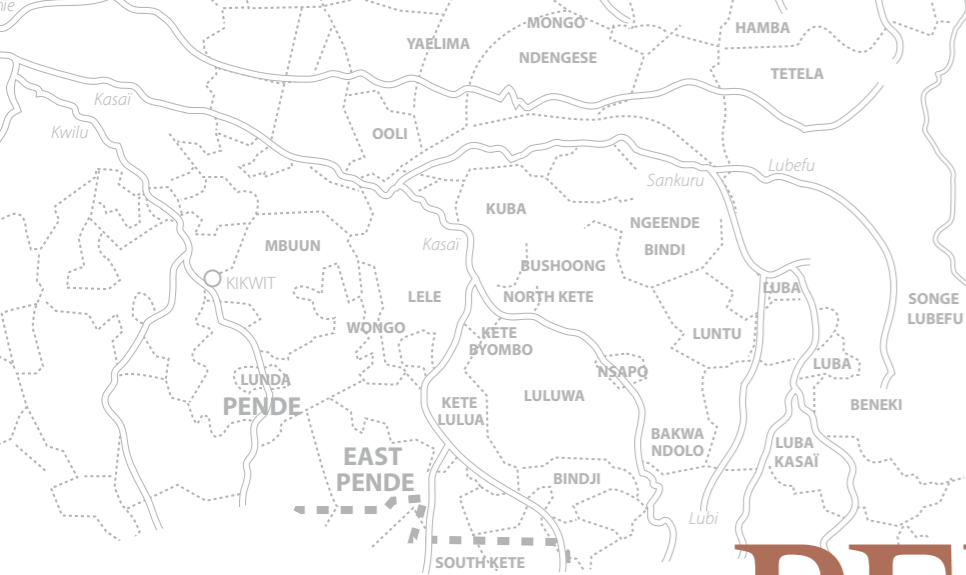 MONGO
HAMBA
YAELIMA
NDENGESE
TETELA
Kasaï
Kwilu
OOLI
Lubefu
Sankuru
KUBA
NGEENDE
BINDI
MBUUN
Kasaï
BUSHOONG
KIKWIT
LUBA
LELE
NORTH KETE
SONGE
LUBEFU
WONGO
KETE
BYOMBO
LUNTU
LUBA
NSAPO
LUNDA
PENDE
KETE
LULUA
LULUWA
BENEKI
BAKWA
NDOLO
LUBA
KASAÏ
EAST
PENDE
BINDJI
Lubi
SOUTH KETE